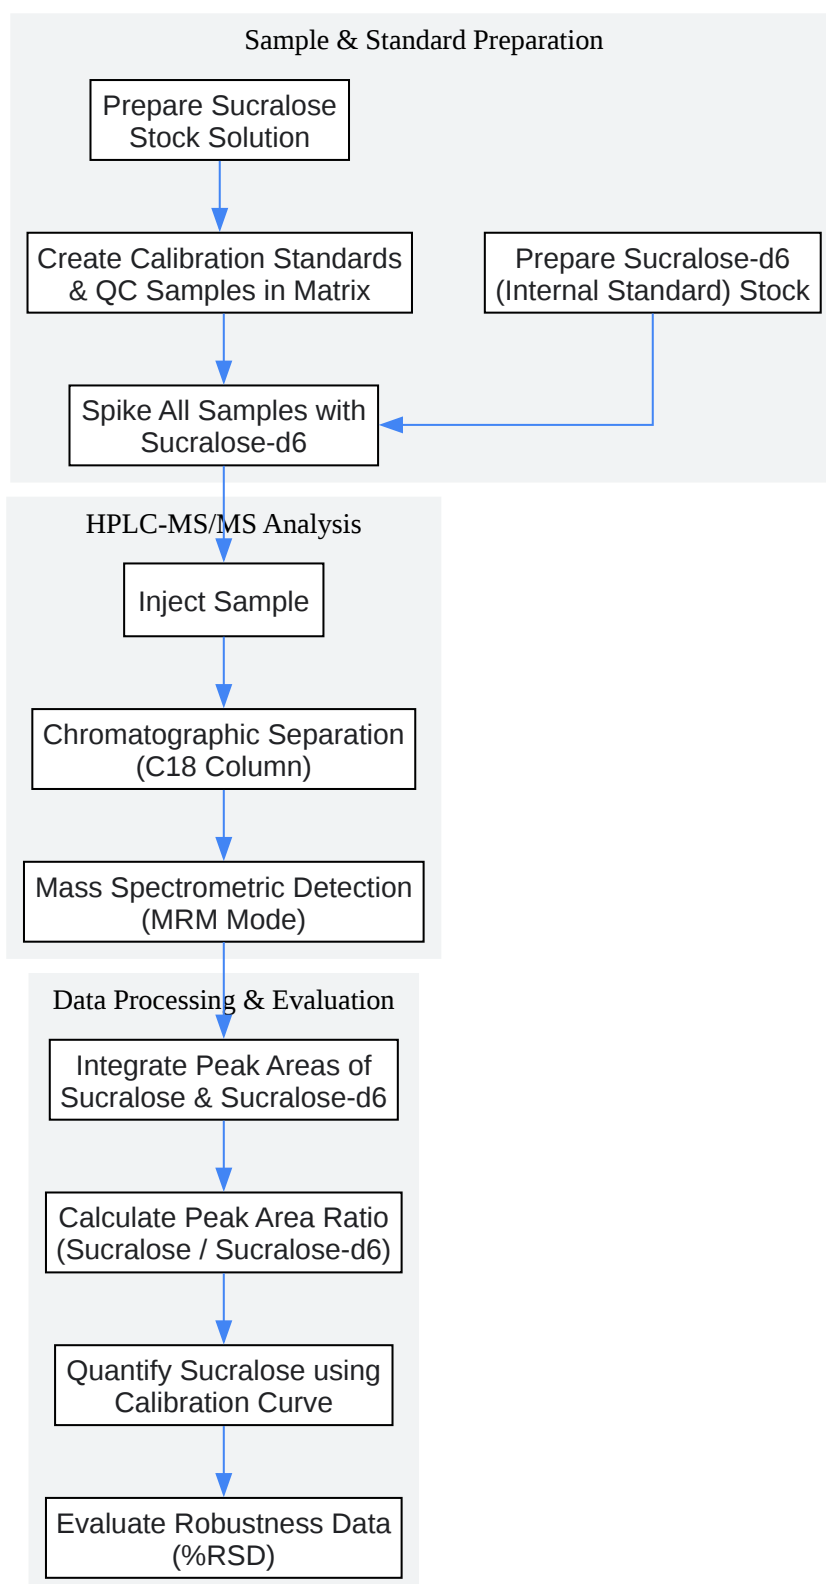 Sample & Standard Preparation
Prepare Sucralose
Stock Solution
Create Calibration Standards
& QC Samples in Matrix
Prepare Sucralose-d6
(Internal Standard) Stock
Spike All Samples with
Sucralose-d6
HPLC-MS/MS Analysis
Inject Sample
Chromatographic Separation
(C18 Column)
Mass Spectrometric Detection
(MRM Mode)
Data Processing & Evaluation
Integrate Peak Areas of
Sucralose & Sucralose-d6
Calculate Peak Area Ratio
(Sucralose / Sucralose-d6)
Quantify Sucralose using
Calibration Curve
Evaluate Robustness Data
(%RSD)